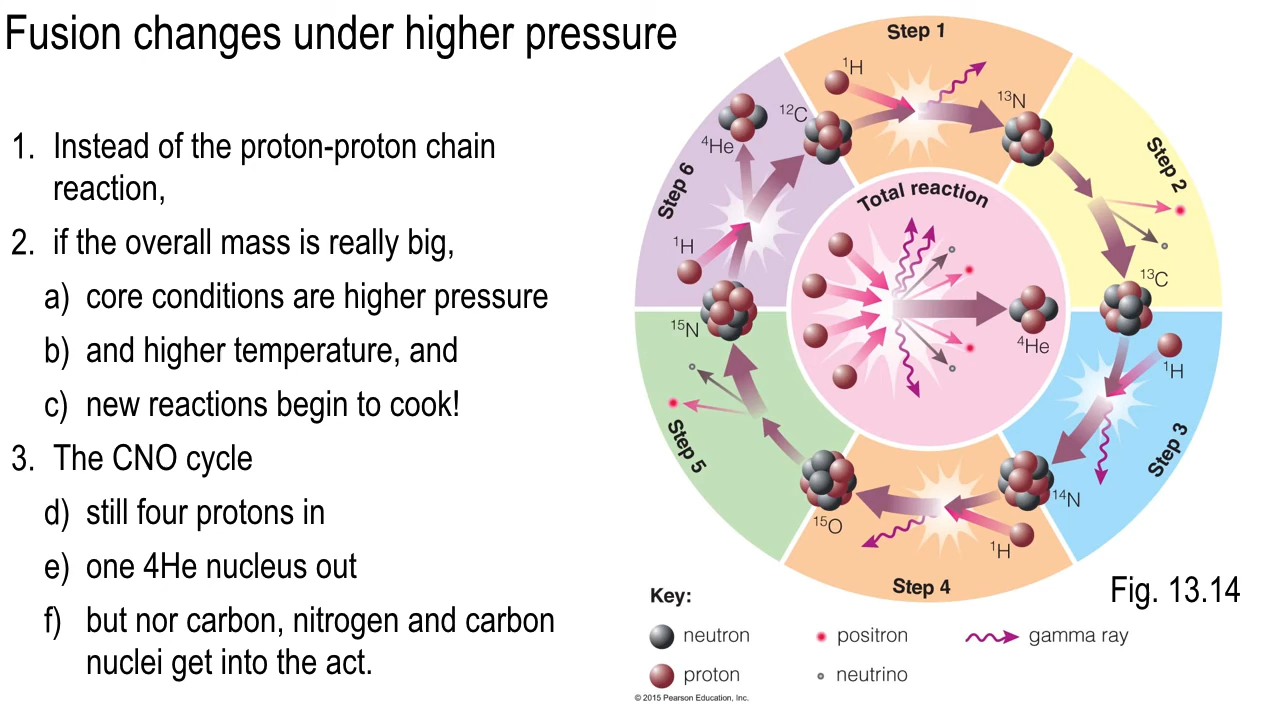 Fusion changes under higher pressure
1. Instead of the proton-proton chain
reaction,
2. if the overall mass is really big,
a) core conditions are higher pressure
b) and higher temperature, and
c) new reactions begin to cook!
3. The CNO cycle
d) still four protons in
e) one 4He nucleus out
f) but nor carbon, nitrogen and carbon
nuclei get into the act.
Step 1
¹H
¹²C
¹³N
Step 2
¹³C
Step 3
¹H
¹⁴N
Step 4
¹H
¹⁵O
Step 5
¹⁵N
Step 6
¹H
⁴He
Total reaction
⁴He
Fig. 13.14
Key:
neutron
positron
gamma ray
proton
neutrino
© 2015 Pearson Education, Inc.